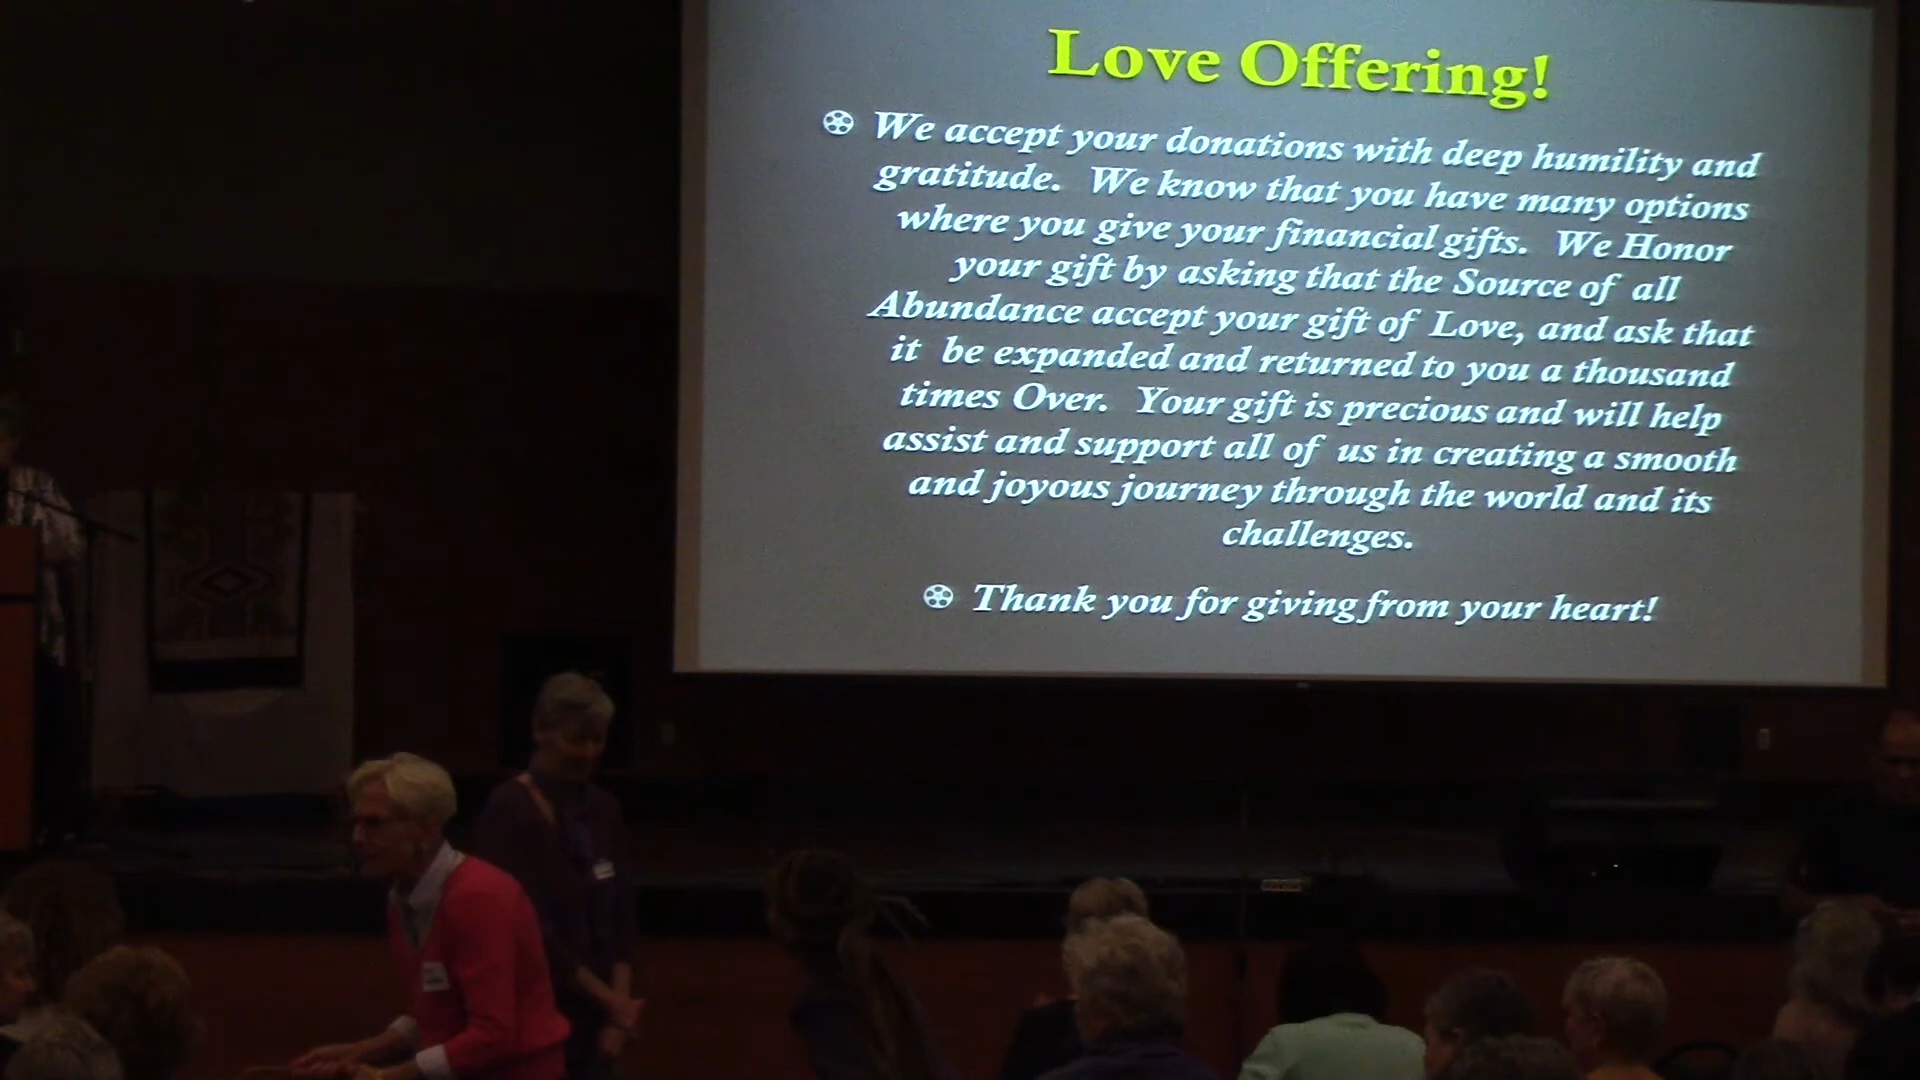 Love Offering!
We accept your donations with deep humility and
gratitude. We know that you have many options
where you give your financial gifts. We Honor
your gift by asking that the Source of all
Abundance accept your gift of Love, and ask that
it be expanded and returned to you a thousand
times Over. Your gift is precious and will help
assist and support all of us in creating a smooth
and joyous journey through the world and its
challenges.
Thank you for giving from your heart!